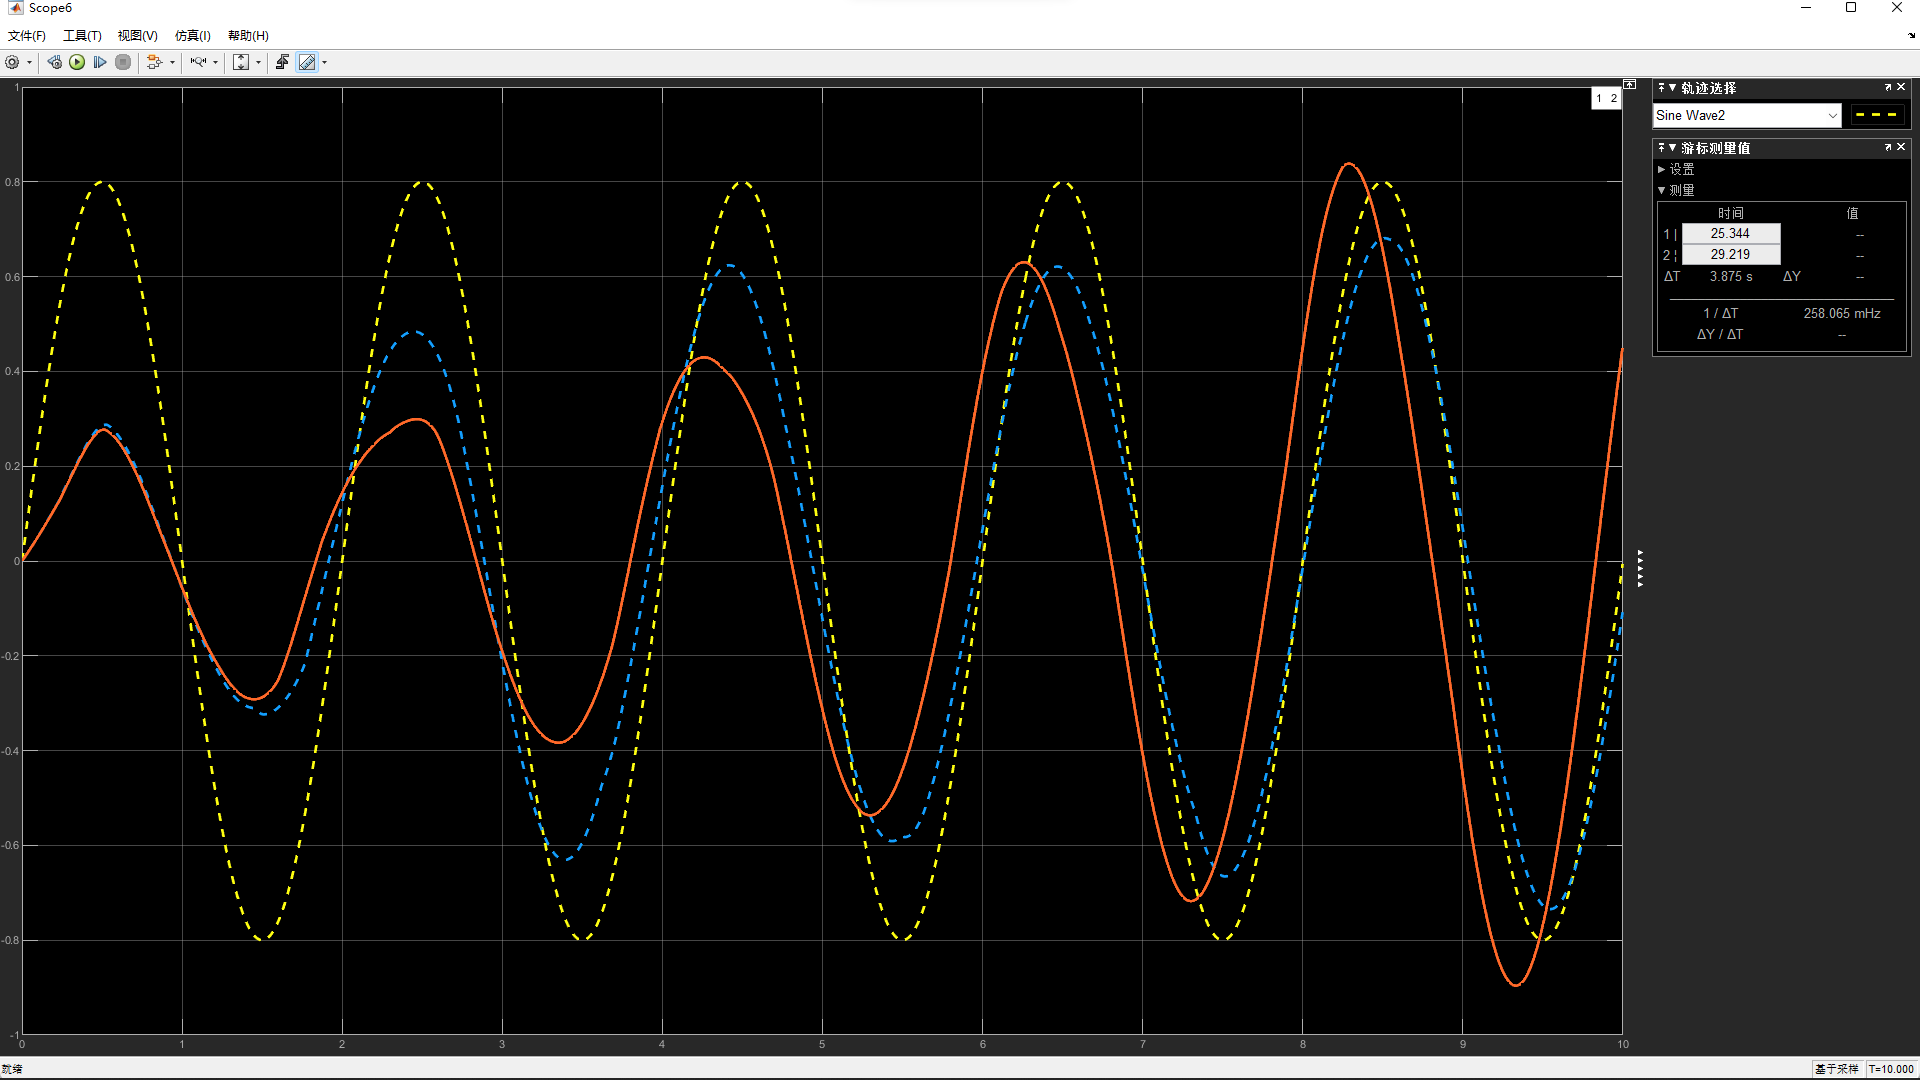 Scope6
文件(F) 工具(T) 视图(V) 仿真(I) 帮助(H)
1 2
1
0.8
0.6
0.4
0.2
0
-0.2
-0.4
-0.6
-0.8
-1
0 1 2 3 4 5 6 7 8 9 10
轨迹选择
Sine Wave2
游标测量值
设置
测量
时间 值
1 | 25.344 --
2 ¦ 29.219 --
ΔT 3.875 s ΔY --
1 / ΔT 258.065 mHz
ΔY / ΔT --
就绪
基于采样 T=10.000